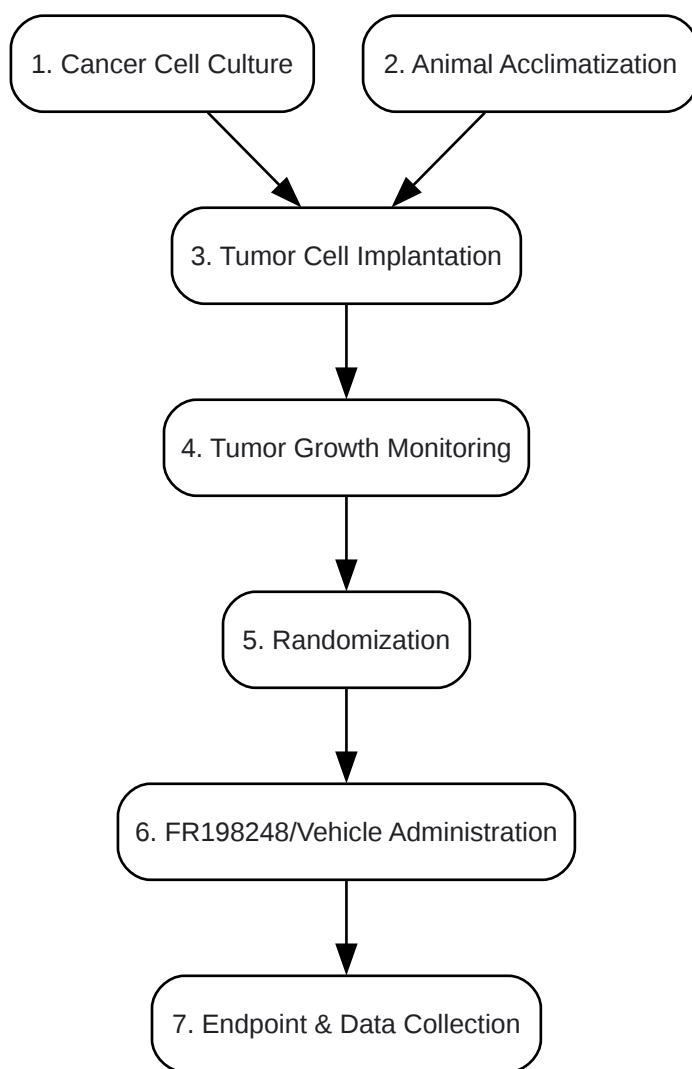 1. Cancer Cell Culture
2. Animal Acclimatization
3. Tumor Cell Implantation
4. Tumor Growth Monitoring
5. Randomization
6. FR198248/Vehicle Administration
7. Endpoint & Data Collection